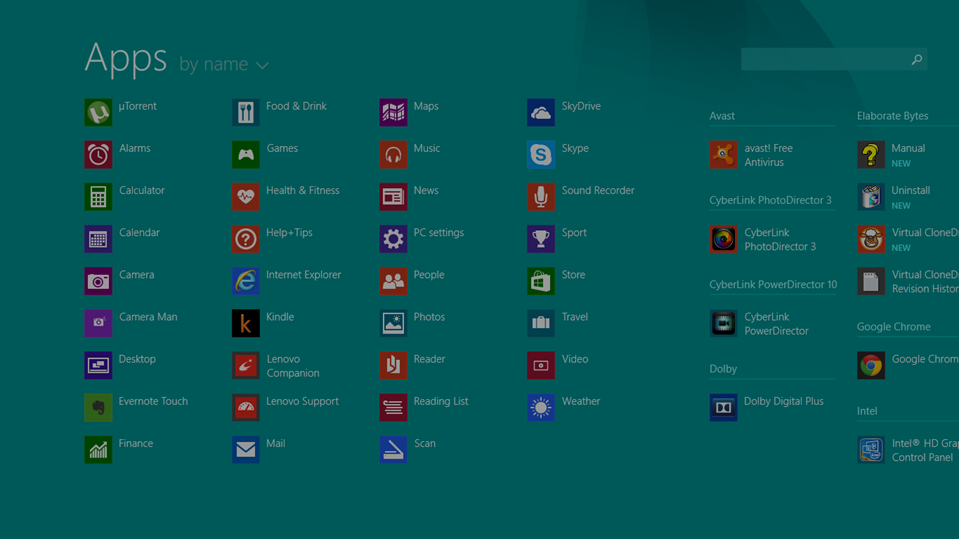 Apps by name
µTorrent
Alarms
Calculator
Calendar
Camera
Camera Man
Desktop
Evernote Touch
Finance
Food & Drink
Games
Health & Fitness
Help+Tips
Internet Explorer
Kindle
Lenovo
Companion
Lenovo Support
Mail
Maps
Music
News
PC settings
People
Photos
Reader
Reading List
Scan
SkyDrive
Skype
Sound Recorder
Sport
Store
Travel
Video
Weather
Avast
avast! Free
Antivirus
CyberLink PhotoDirector 3
CyberLink
PhotoDirector 3
CyberLink PowerDirector 10
CyberLink
PowerDirector
Dolby
Dolby Digital Plus
Elaborate Bytes
Manual
NEW
Uninstall
NEW
Virtual CloneD
NEW
Virtual CloneD
Revision Histo
Google Chrome
Google Chrom
Intel
Intel® HD Grap
Control Panel